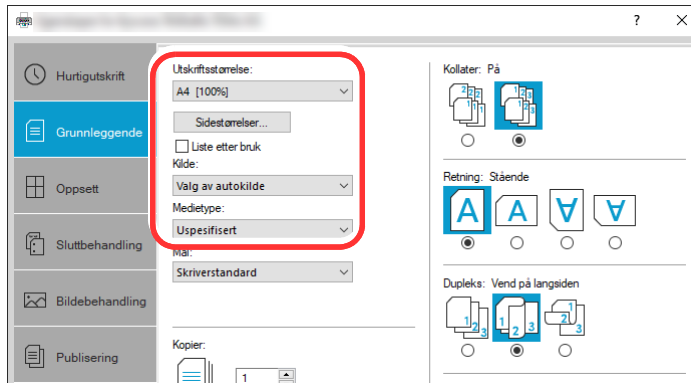 Hurtigutskrift
Grunnleggende
Oppsett
Sluttbehandling
Bildebehandling
Publisering
Utskriftsstørrelse:
A4 [100%]
Sidestørrelser...
Liste etter bruk
Kilde:
Valg av autokilde
Medietype:
Uspesifisert
Mål:
Skriverstandard
Kopier:
1
Kollater: På
Retning: Stående
Dupleks: Vend på langsiden